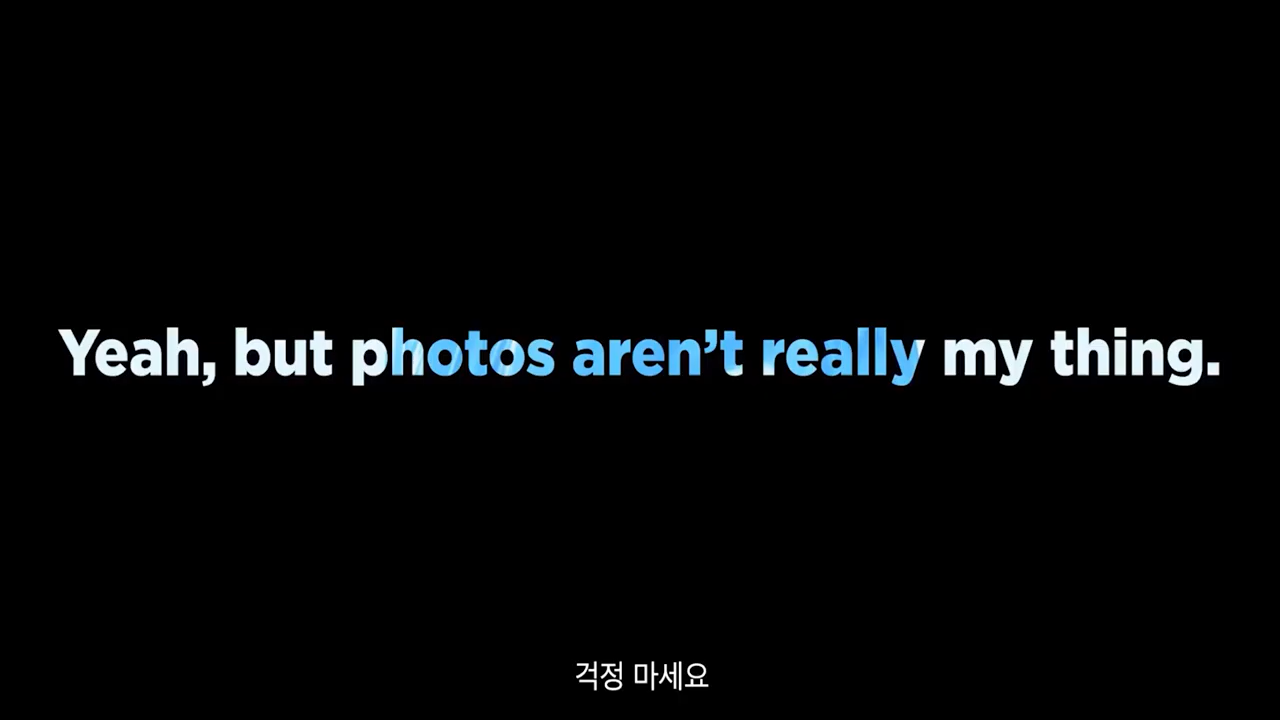 Yeah, but photos aren’t really my thing.
걱정 마세요